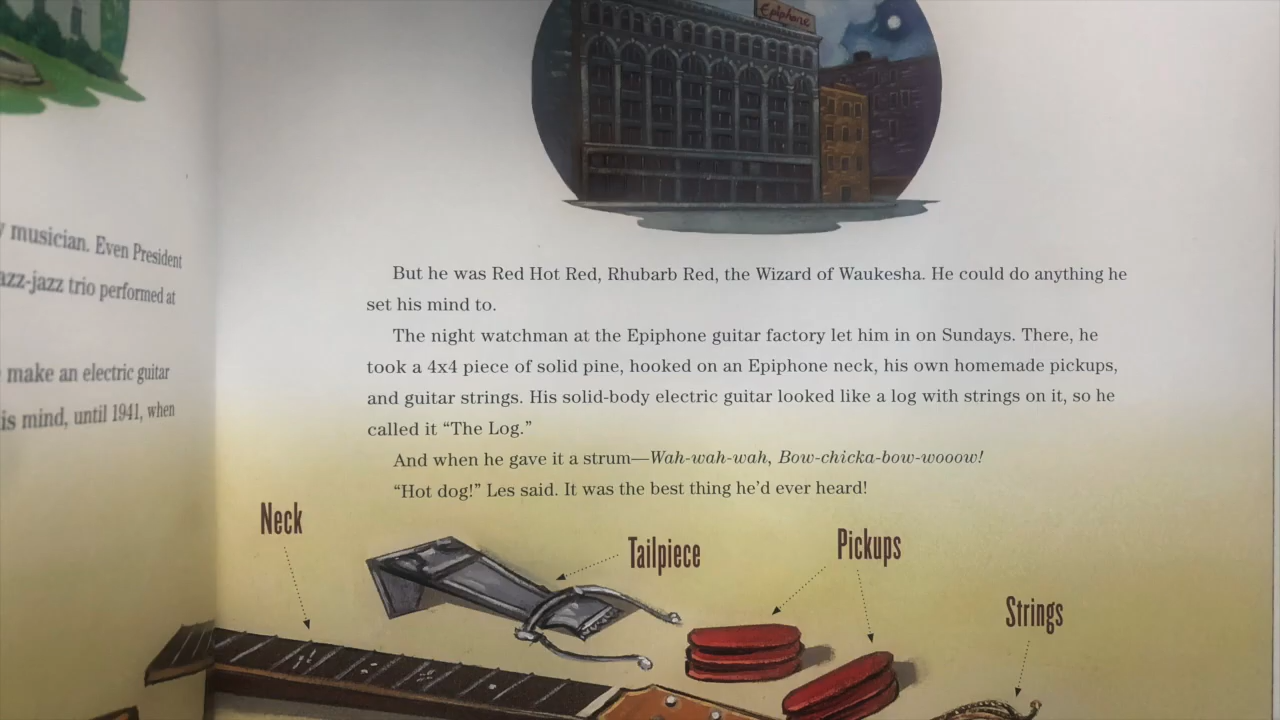 Epiphone
musician. Even President
azz-jazz trio performed at
make an electric guitar
is mind, until 1941, when
But he was Red Hot Red, Rhubarb Red, the Wizard of Waukesha. He could do anything he
set his mind to.
The night watchman at the Epiphone guitar factory let him in on Sundays. There, he
took a 4x4 piece of solid pine, hooked on an Epiphone neck, his own homemade pickups,
and guitar strings. His solid-body electric guitar looked like a log with strings on it, so he
called it “The Log.”
And when he gave it a strum—Wah-wah-wah, Bow-chicka-bow-wooow!
“Hot dog!” Les said. It was the best thing he’d ever heard!
Neck
Tailpiece
Pickups
Strings